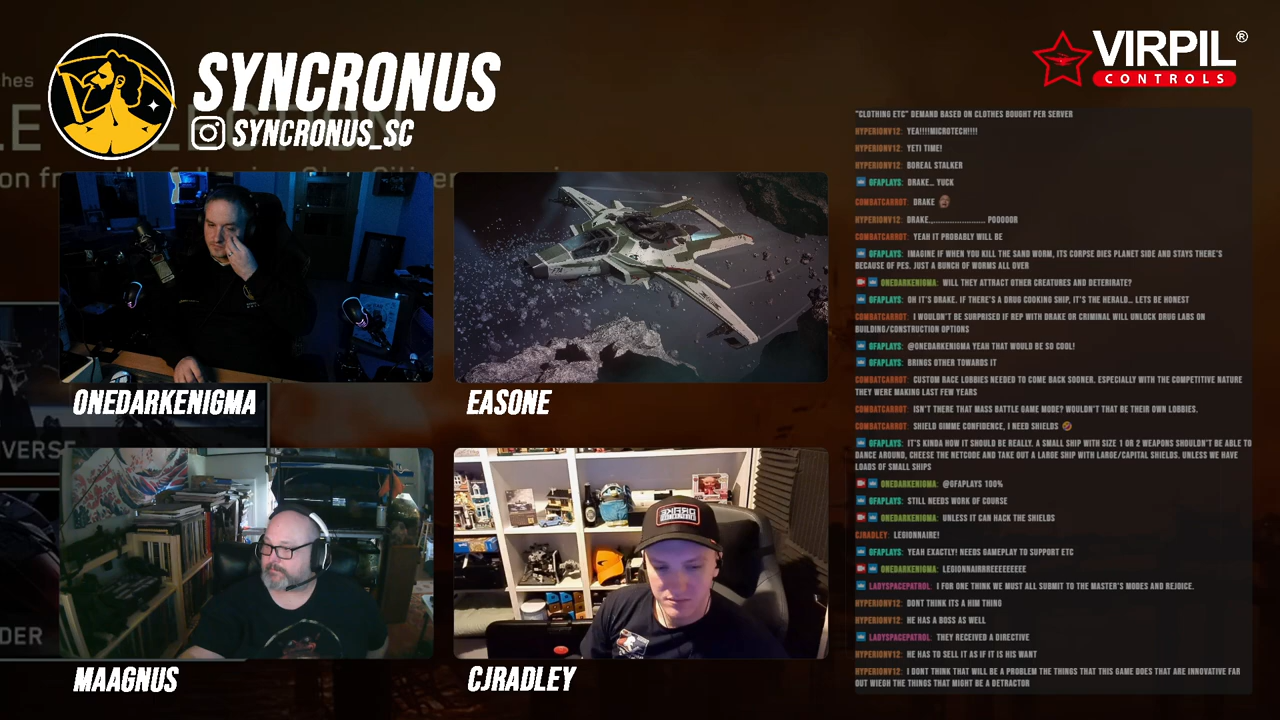 SYNCRONUS
SYNCRONUS_SC
VIRPIL®
CONTROLS
ONEDARKENIGMA
EASONE
MAAGNUS
CJRADLEY
VERSE
DER
"CLOTHING ETC" DEMAND BASED ON CLOTHES BOUGHT PER SERVER
HYPERIONV12: YEA!!!!MICROTECH!!!!
HYPERIONV12: YETI TIME!
HYPERIONV12: BOREAL STALKER
GFAPLAYS: DRAKE... YUCK
COMBATCARROT: DRAKE
HYPERIONV12: DRAKE,............................ POOOOOR
COMBATCARROT: YEAH IT PROBABLY WILL BE
GFAPLAYS: IMAGINE IF WHEN YOU KILL THE SAND WORM, ITS CORPSE DIES PLANET SIDE AND STAYS THERE'S
BECAUSE OF PES. JUST A BUNCH OF WORMS ALL OVER
ONEDARKENIGMA: WILL THEY ATTRACT OTHER CREATURES AND DETERIRATE?
GFAPLAYS: OH IT'S DRAKE. IF THERE'S A DRUG COOKING SHIP, IT'S THE HERALD... LETS BE HONEST
COMBATCARROT: I WOULDN'T BE SURPRISED IF REP WITH DRAKE OR CRIMINAL WILL UNLOCK DRUG LABS ON
BUILDING/CONSTRUCTION OPTIONS
GFAPLAYS: @ONEDARKENIGMA YEAH THAT WOULD BE SO COOL!
GFAPLAYS: BRINGS OTHER TOWARDS IT
COMBATCARROT: CUSTOM RACE LOBBIES NEEDED TO COME BACK SOONER. ESPECIALLY WITH THE COMPETITIVE NATURE
THEY WERE MAKING LAST FEW YEARS
COMBATCARROT: ISN'T THERE THAT MASS BATTLE GAME MODE? WOULDN'T THAT BE THEIR OWN LOBBIES.
COMBATCARROT: SHIELD GIMME CONFIDENCE, I NEED SHIELDS
GFAPLAYS: IT'S KINDA HOW IT SHOULD BE REALLY. A SMALL SHIP WITH SIZE 1 OR 2 WEAPONS SHOULDN'T BE ABLE TO
DANCE AROUND, CHEESE THE NETCODE AND TAKE OUT A LARGE SHIP WITH LARGE/CAPITAL SHIELDS. UNLESS WE HAVE
LOADS OF SMALL SHIPS
ONEDARKENIGMA: @GFAPLAYS 100%
GFAPLAYS: STILL NEEDS WORK OF COURSE
ONEDARKENIGMA: UNLESS IT CAN HACK THE SHIELDS
CJRADLEY: LEGIONNAIRE!
GFAPLAYS: YEAH EXACTLY! NEEDS GAMEPLAY TO SUPPORT ETC
ONEDARKENIGMA: LEGIONNAIRRREEEEEEEEEE
LADYSPACEPATROL: I FOR ONE THINK WE MUST ALL SUBMIT TO THE MASTER'S MODES AND REJOICE.
HYPERIONV12: DONT THINK ITS A HIM THING
HYPERIONV12: HE HAS A BOSS AS WELL
LADYSPACEPATROL: THEY RECEIVED A DIRECTIVE
HYPERIONV12: HE HAS TO SELL IT AS IF IT IS HIS WANT
HYPERIONV12: I DONT THINK THAT WILL BE A PROBLEM THE THINGS THAT THIS GAME DOES THAT ARE INNOVATIVE FAR
OUT WIEGH THE THINGS THAT MIGHT BE A DETRACTOR